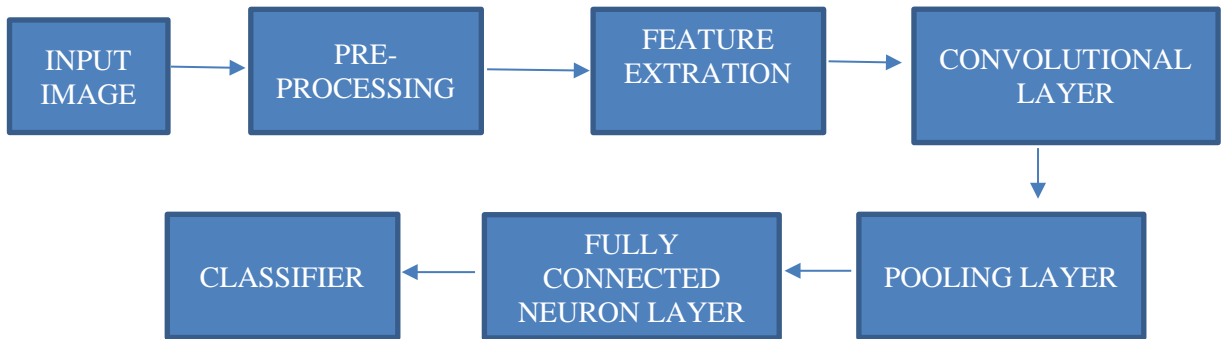 INPUT
IMAGE
PRE-
PROCESSING
FEATURE
EXTRATION
CONVOLUTIONAL
LAYER
POOLING LAYER
FULLY
CONNECTED
NEURON LAYER
CLASSIFIER